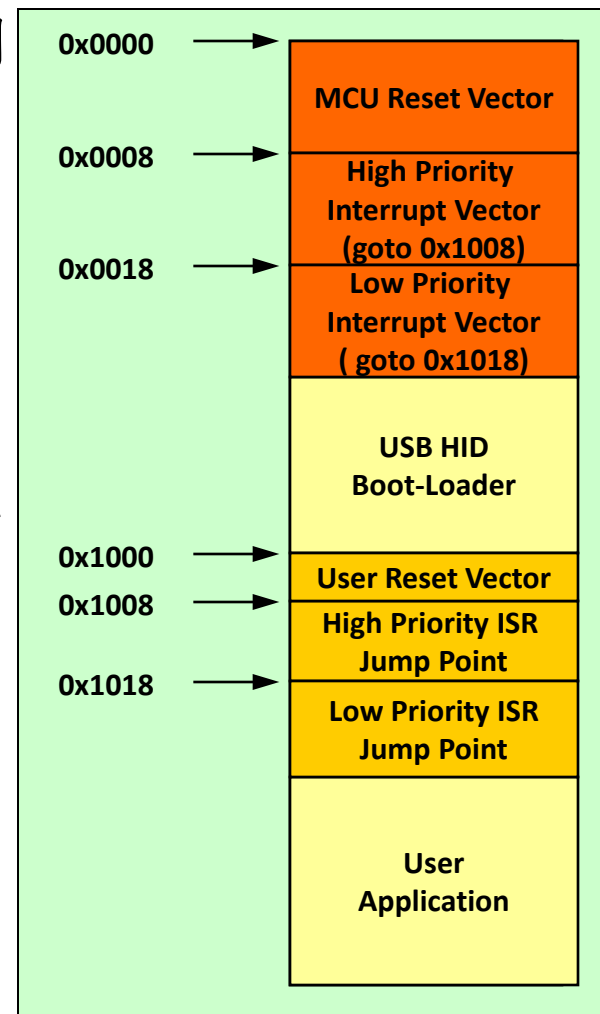 0x0000
MCU Reset Vector
0x0008
High Priority
Interrupt Vector
(goto 0x1008)
0x0018
Low Priority
Interrupt Vector
( goto 0x1018)
USB HID
Boot-Loader
0x1000
User Reset Vector
0x1008
High Priority ISR
Jump Point
0x1018
Low Priority ISR
Jump Point
User
Application